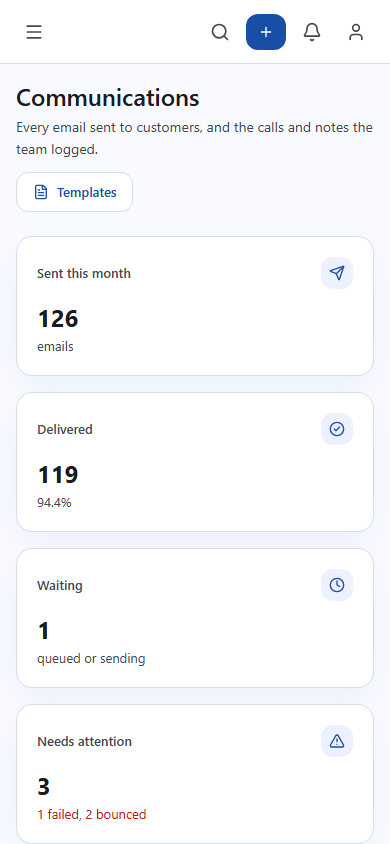 Communications
Every email sent to customers, and the calls and notes the
team logged.
Templates
Sent this month
126
emails
Delivered
119
94.4%
Waiting
1
queued or sending
Needs attention
3
1 failed, 2 bounced